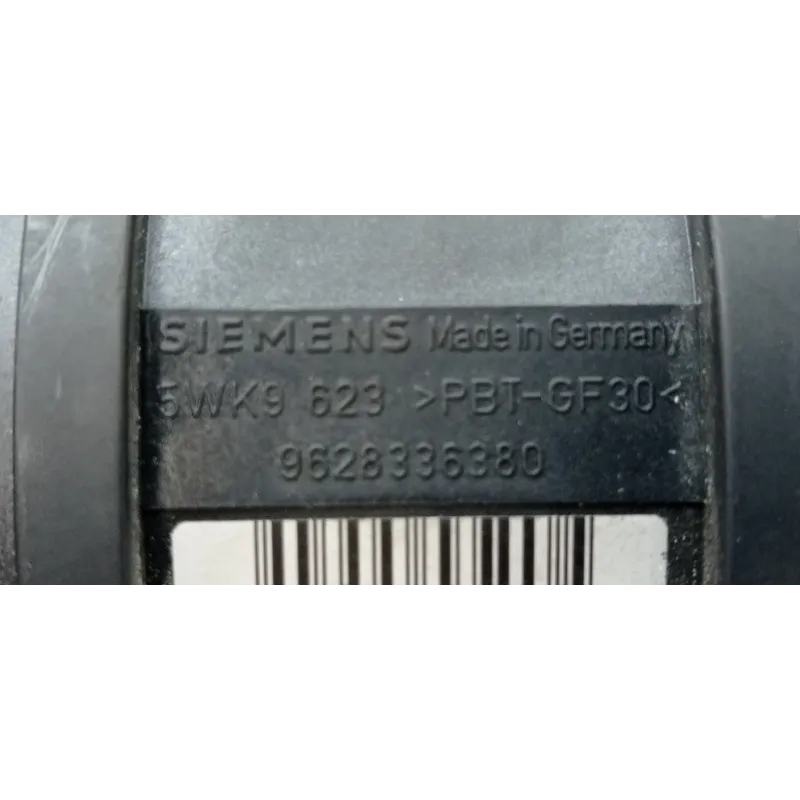 SIEMENS Made in Germany
5WK9 623 >PBT-GF30<
9628336380